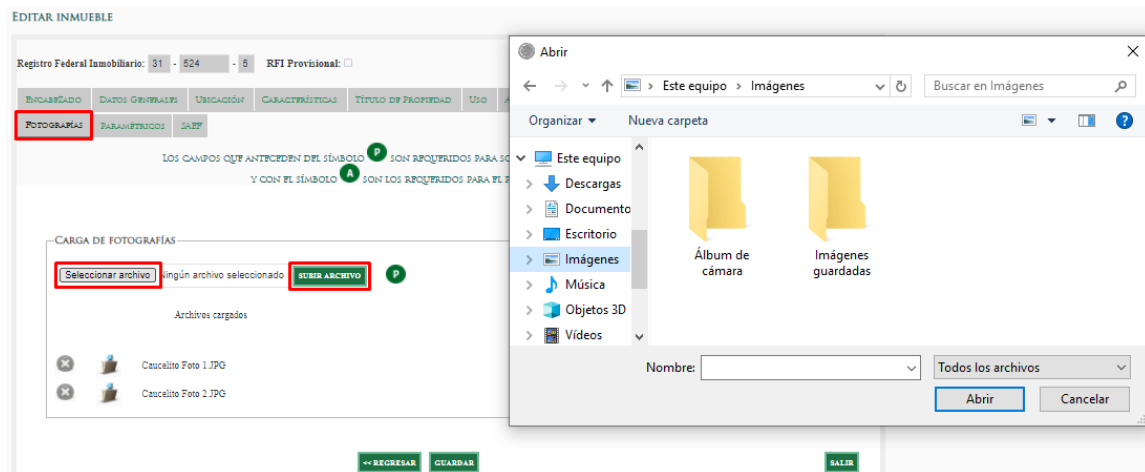 EDITAR INMUEBLE
Registro Federal Inmobiliario: 31 - 524 - 5 RFI Provisional:
ENCABEZADO DATOS GENERALES UBICACIÓN CARACTERÍSTICAS TÍTULO DE PROPIEDAD USO A
FOTOGRAFÍAS PARAMÉTRICOS SAEF
LOS CAMPOS QUE ANTECEDEN DEL SÍMBOLO P SON REQUERIDOS PARA SO
Y CON EL SÍMBOLO A SON LOS REQUERIDOS PARA EL P
CARGA DE FOTOGRAFÍAS
Seleccionar archivo Ningún archivo seleccionado SUBIR ARCHIVO P
Archivos cargados
Caucelito Foto 1.JPG
Caucelito Foto 2.JPG
<< REGRESAR GUARDAR SALIR
Abrir
Este equipo > Imágenes
Buscar en Imágenes
Organizar Nueva carpeta
Este equipo
Descargas
Documento
Escritorio
Imágenes
Música
Objetos 3D
Vídeos
Álbum de
cámara
Imágenes
guardadas
Nombre: Todos los archivos
Abrir Cancelar